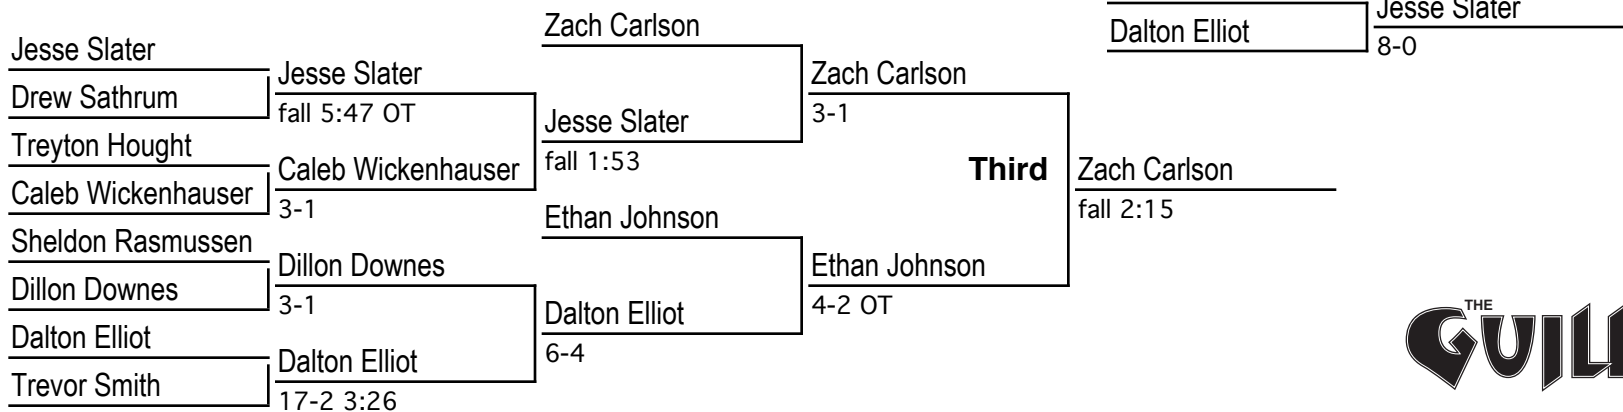 Jesse Slater
Drew Sathrum
Treyton Hought
Caleb Wickenhauser
Sheldon Rasmussen
Dillon Downes
Dalton Elliot
Trevor Smith
Jesse Slater
fall 5:47 OT
Caleb Wickenhauser
3-1
Dillon Downes
3-1
Dalton Elliot
17-2 3:26
Zach Carlson
Jesse Slater
fall 1:53
Ethan Johnson
Dalton Elliot
6-4
Zach Carlson
3-1
Ethan Johnson
4-2 OT
Third
Zach Carlson
fall 2:15
Dalton Elliot
Jesse Slater
8-0
THE